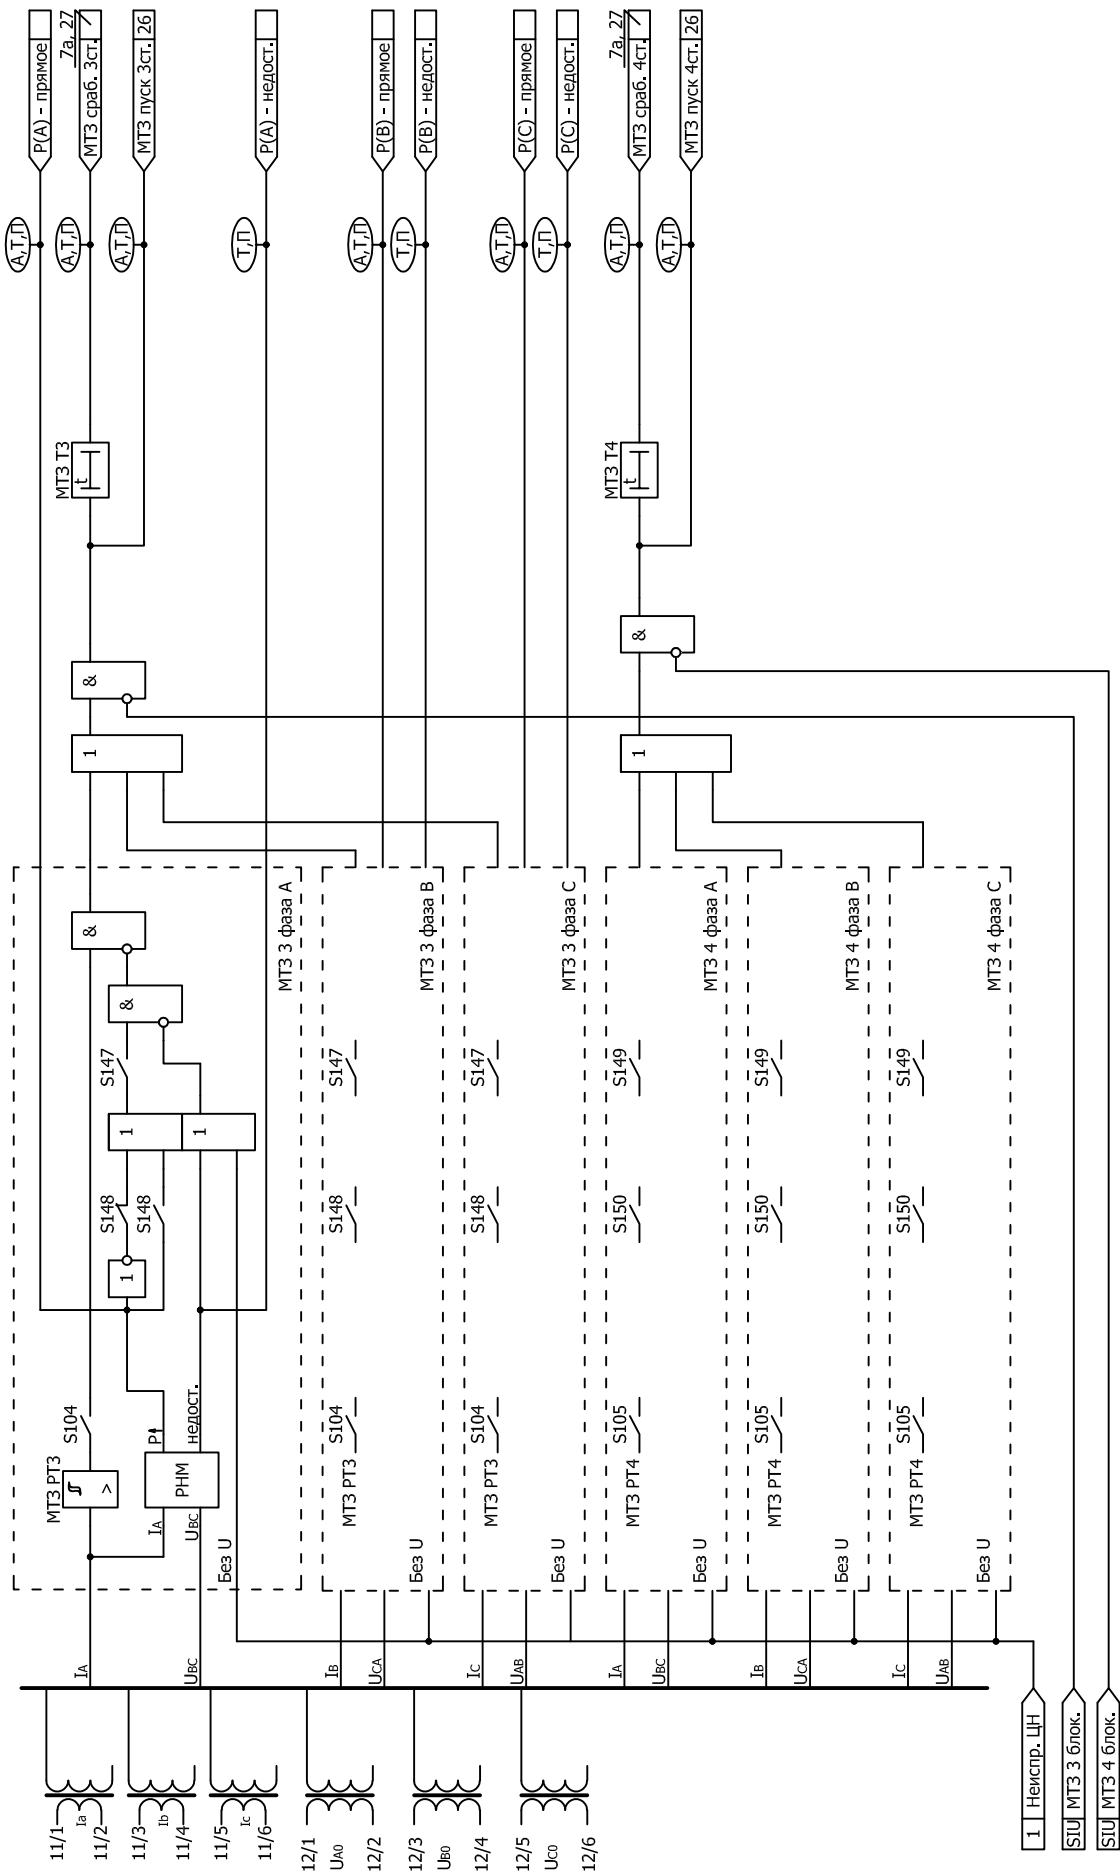 P(A) - прямое
7а, 27
МТЗ сраб. 3ст.
МТЗ пуск 3ст. 26
P(A) - недост.
P(B) - прямое
P(B) - недост.
P(C) - прямое
P(C) - недост.
7а, 27
МТЗ сраб. 4ст.
МТЗ пуск 4ст. 26
А,Т,П
А,Т,П
А,Т,П
Т,П
А,Т,П
Т,П
А,Т,П
Т,П
А,Т,П
А,Т,П
МТЗ Т3
t
МТЗ Т4
t
&
1
&
1
&
&
S147
1
1
S148
S148
1
S104
МТЗ РТ3
>
P
недост.
РНМ
IA
UBC
Без U
МТЗ 3 фаза А
S147
S148
S104
МТЗ РТ3
Без U
МТЗ 3 фаза В
S147
S148
S104
МТЗ РТ3
Без U
МТЗ 3 фаза С
S149
S150
S105
МТЗ РТ4
Без U
МТЗ 4 фаза А
S149
S150
S105
МТЗ РТ4
Без U
МТЗ 4 фаза В
S149
S150
S105
МТЗ РТ4
Без U
МТЗ 4 фаза С
IA
UBC
IB
UCA
IC
UAB
IA
UBC
IB
UCA
IC
UAB
11/1
Ia
11/2
11/3
Ib
11/4
11/5
Ic
11/6
12/1
UA0
12/2
12/3
UB0
12/4
12/5
UC0
12/6
1 Неиспр. ЦН
SIU МТЗ 3 блок.
SIU МТЗ 4 блок.